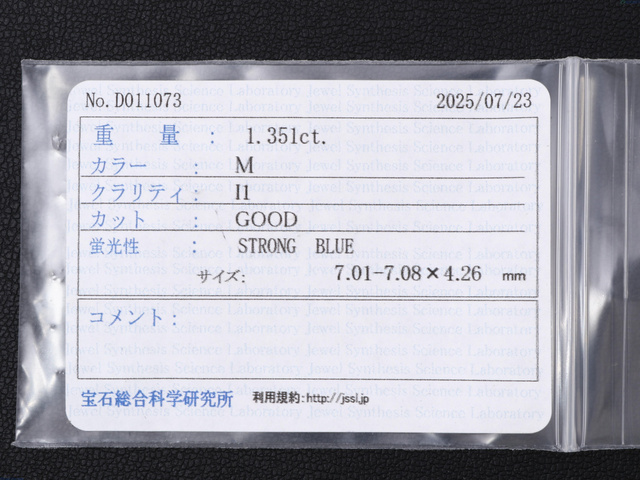 No.D011073 2025/07/23
重量: 1.351ct.
カラー: M
クラリティ: I1
カット: GOOD
蛍光性: STRONG BLUE
サイズ: 7.01-7.08×4.26 mm
コメント:
宝石総合科学研究所 利用規約:http://jssl.jp